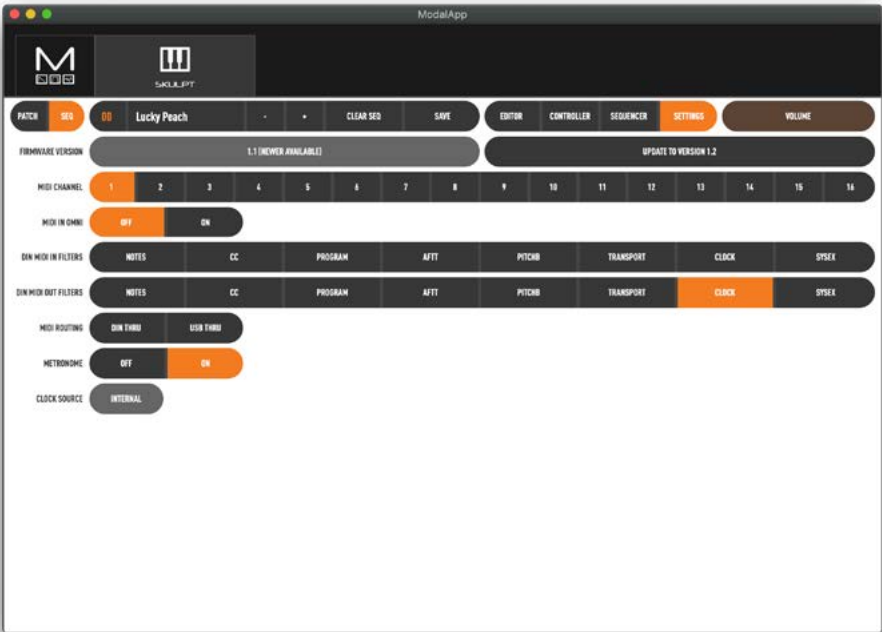 ModalApp
SKULPT
PATCH SEQ 00 Lucky Peach - + CLEAR SEQ SAVE EDITOR CONTROLLER SEQUENCER SETTINGS VOLUME
FIRMWARE VERSION 1.1 (NEWER AVAILABLE) UPDATE TO VERSION 1.2
MIDI CHANNEL 1 2 3 4 5 6 7 8 9 10 11 12 13 14 15 16
MIDI IN OMNI OFF ON
DIN MIDI IN FILTERS NOTES CC PROGRAM AFTT PITCHB TRANSPORT CLOCK SYSEX
DIN MIDI OUT FILTERS NOTES CC PROGRAM AFTT PITCHB TRANSPORT CLOCK SYSEX
MIDI ROUTING DIN THRU USB THRU
METRONOME OFF ON
CLOCK SOURCE INTERNAL